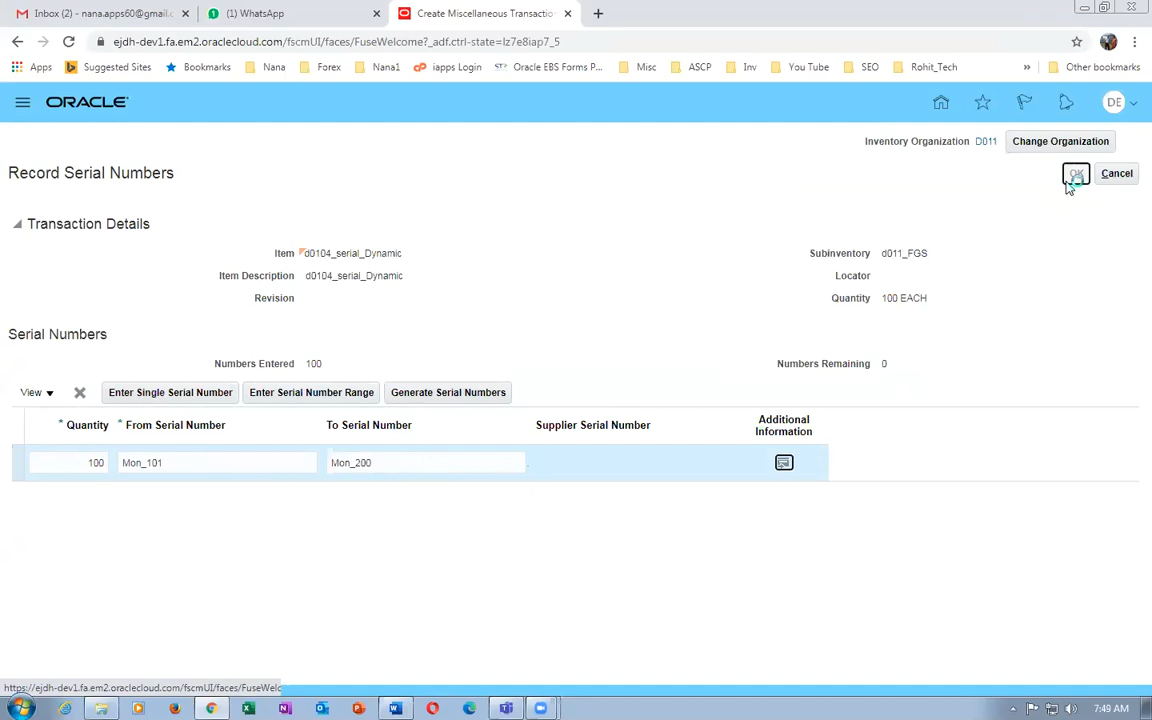 Inbox (2) - nana.apps60@gmail.c
(1) WhatsApp
Create Miscellaneous Transactio
ejdh-dev1.fa.em2.oraclecloud.com/fscmUI/faces/FuseWelcome?_adf.ctrl-state=lz7e8iap7_5
Apps
Suggested Sites
Bookmarks
Nana
Forex
Nana1
iapps Login
Oracle EBS Forms P...
Misc
ASCP
Inv
You Tube
SEO
Rohit_Tech
»
Other bookmarks
ORACLE
DE
Inventory Organization D011 Change Organization
Record Serial Numbers
OK Cancel
Transaction Details
Item d0104_serial_Dynamic
Subinventory d011_FGS
Item Description d0104_serial_Dynamic
Locator
Revision
Quantity 100 EACH
Serial Numbers
Numbers Entered 100
Numbers Remaining 0
View
Enter Single Serial Number
Enter Serial Number Range
Generate Serial Numbers
* Quantity
* From Serial Number
To Serial Number
Supplier Serial Number
Additional
Information
100
Mon_101
Mon_200
https://ejdh-dev1.fa.em2.oraclecloud.com/fscmUI/faces/FuseWelc
7:49 AM